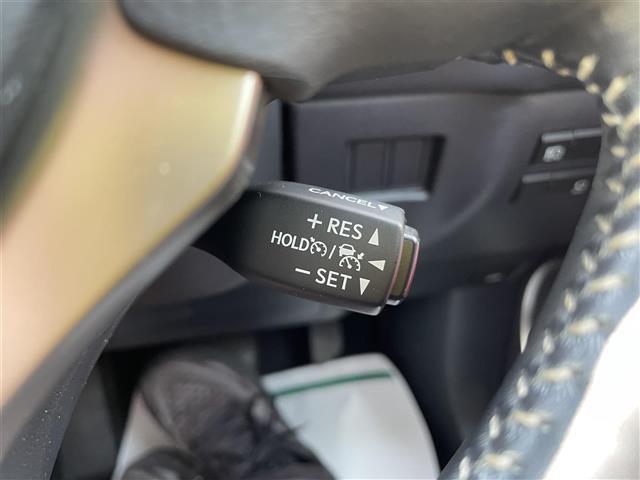 CANCEL▼
+ RES ▲
HOLD / ◀
− SET ▼